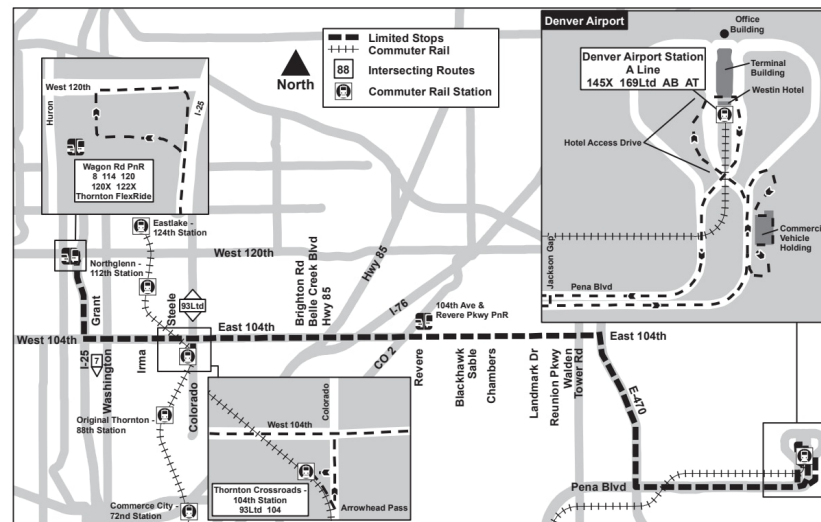 Limited Stops
Commuter Rail
88 Intersecting Routes
Commuter Rail Station
North
West 120th
Huron
I-25
Wagon Rd PnR
8 114 120
120X 122X
Thornton FlexRide
Denver Airport
Office
Building
Denver Airport Station
A Line
145X 169Ltd AB AT
Terminal
Building
Westin Hotel
Hotel Access Drive
Commerc
Vehicle
Holding
Jackson Gap
Pena Blvd
Eastlake -
124th Station
West 120th
Northglenn -
112th Station
Grant
Steele
93Ltd
Brighton Rd
Belle Creek Blvd
Hwy 85
Hwy 85
I-76
104th Ave &
Revere Pkwy PnR
West 104th
East 104th
East 104th
I-25
7
Washington
Irma
Colorado
CO 2
Revere
Blackhawk
Sable
Chambers
Landmark Dr
Reunion Pkwy
Walden
Tower Rd
E-470
Original Thornton -
88th Station
Commerce City -
72nd Station
Colorado
West 104th
Thornton Crossroads -
104th Station
93Ltd 104
Arrowhead Pass
Pena Blvd